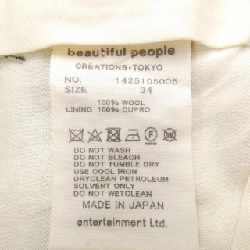 beautiful people
CREATIONS・TOKYO
NO. 1425105005
SIZE 34
100% WOOL
LINING 100% CUPRO
DO NOT WASH
DO NOT BLEACH
DO NOT TUMBLE DRY
USE COOL IRON
DRYCLEAN PETROLEUM
SOLVENT ONLY
DO NOT WETCLEAN
MADE IN JAPAN
entertainment Ltd.